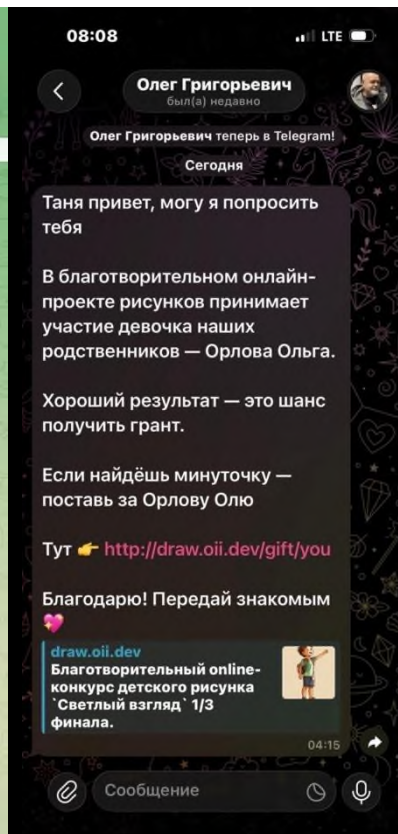 08:08
LTE
Олег Григорьевич
был(а) недавно
Олег Григорьевич теперь в Telegram!
Сегодня
Таня привет, могу я попросить
тебя
В благотворительном онлайн-
проекте рисунков принимает
участие девочка наших
родственников — Орлова Ольга.
Хороший результат — это шанс
получить грант.
Если найдёшь минуточку —
поставь за Орлову Олю
Тут 👉 http://draw.oii.dev/gift/you
Благодарю! Передай знакомым
💖
draw.oii.dev
Благотворительный online-
конкурс детского рисунка
`Светлый взгляд` 1/3
финала.
04:15
Сообщение